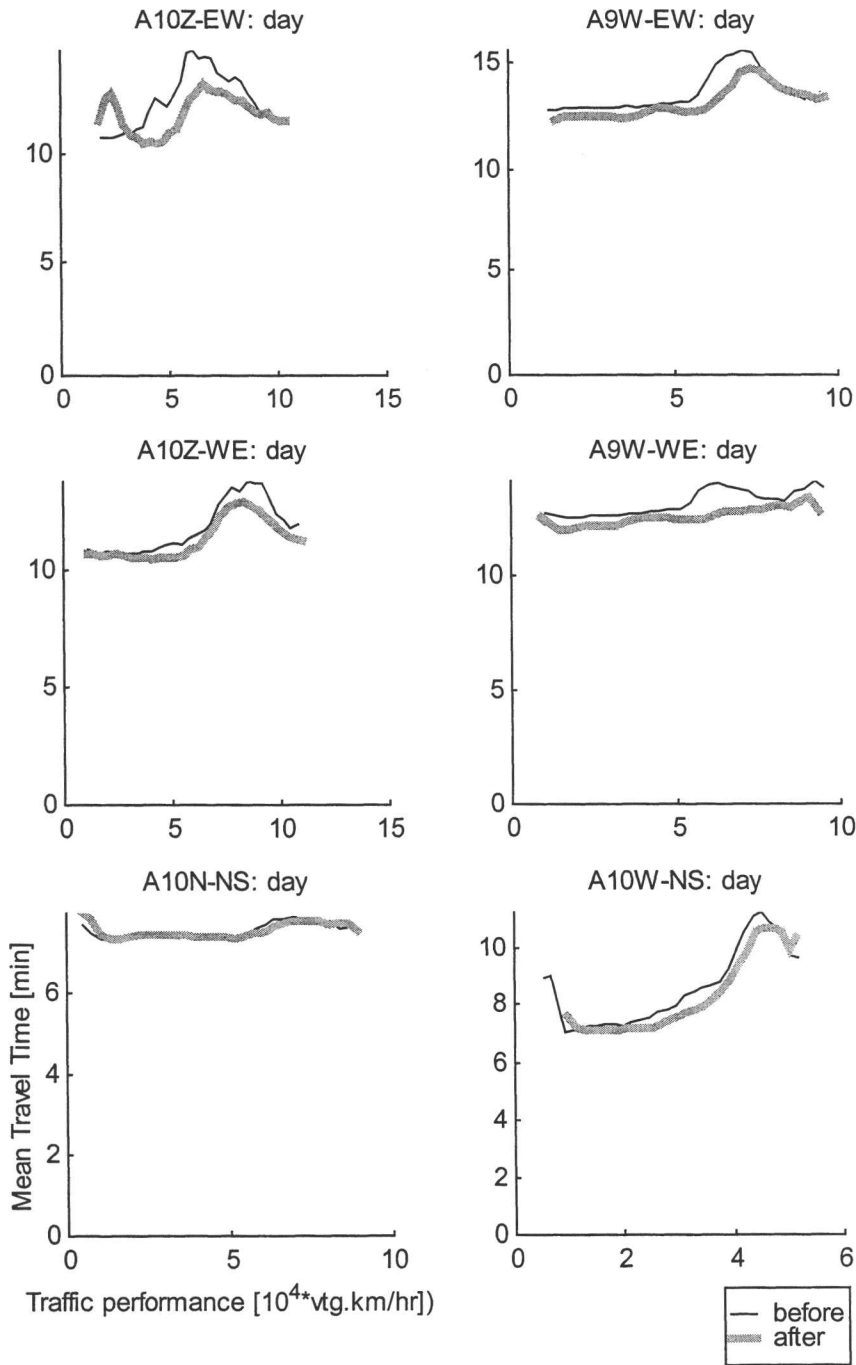 A10Z-EW: day
10
5
0
0 5 10 15
A9W-EW: day
15
10
5
0
0 5 10
A10Z-WE: day
10
5
0
0 5 10 15
A9W-WE: day
10
5
0
0 5 10
A10N-NS: day
Mean Travel Time [min]
6
4
2
0
0 5 10
Traffic performance [10^4*vtg.km/hr])
A10W-NS: day
10
8
6
4
2
0
0 2 4 6
before
after